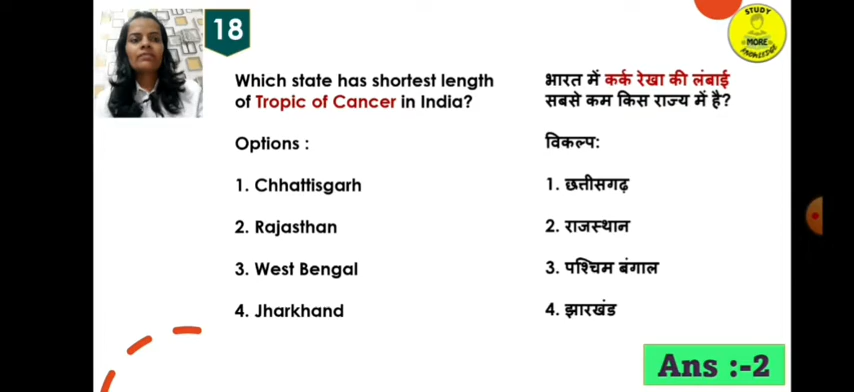 18
STUDY
MORE
KNOWLEDGE
Which state has shortest length
of Tropic of Cancer in India?
Options :
1. Chhattisgarh
2. Rajasthan
3. West Bengal
4. Jharkhand
भारत में कर्क रेखा की लंबाई
सबसे कम किस राज्य में है?
विकल्प:
1. छत्तीसगढ़
2. राजस्थान
3. पश्चिम बंगाल
4. झारखंड
Ans :-2